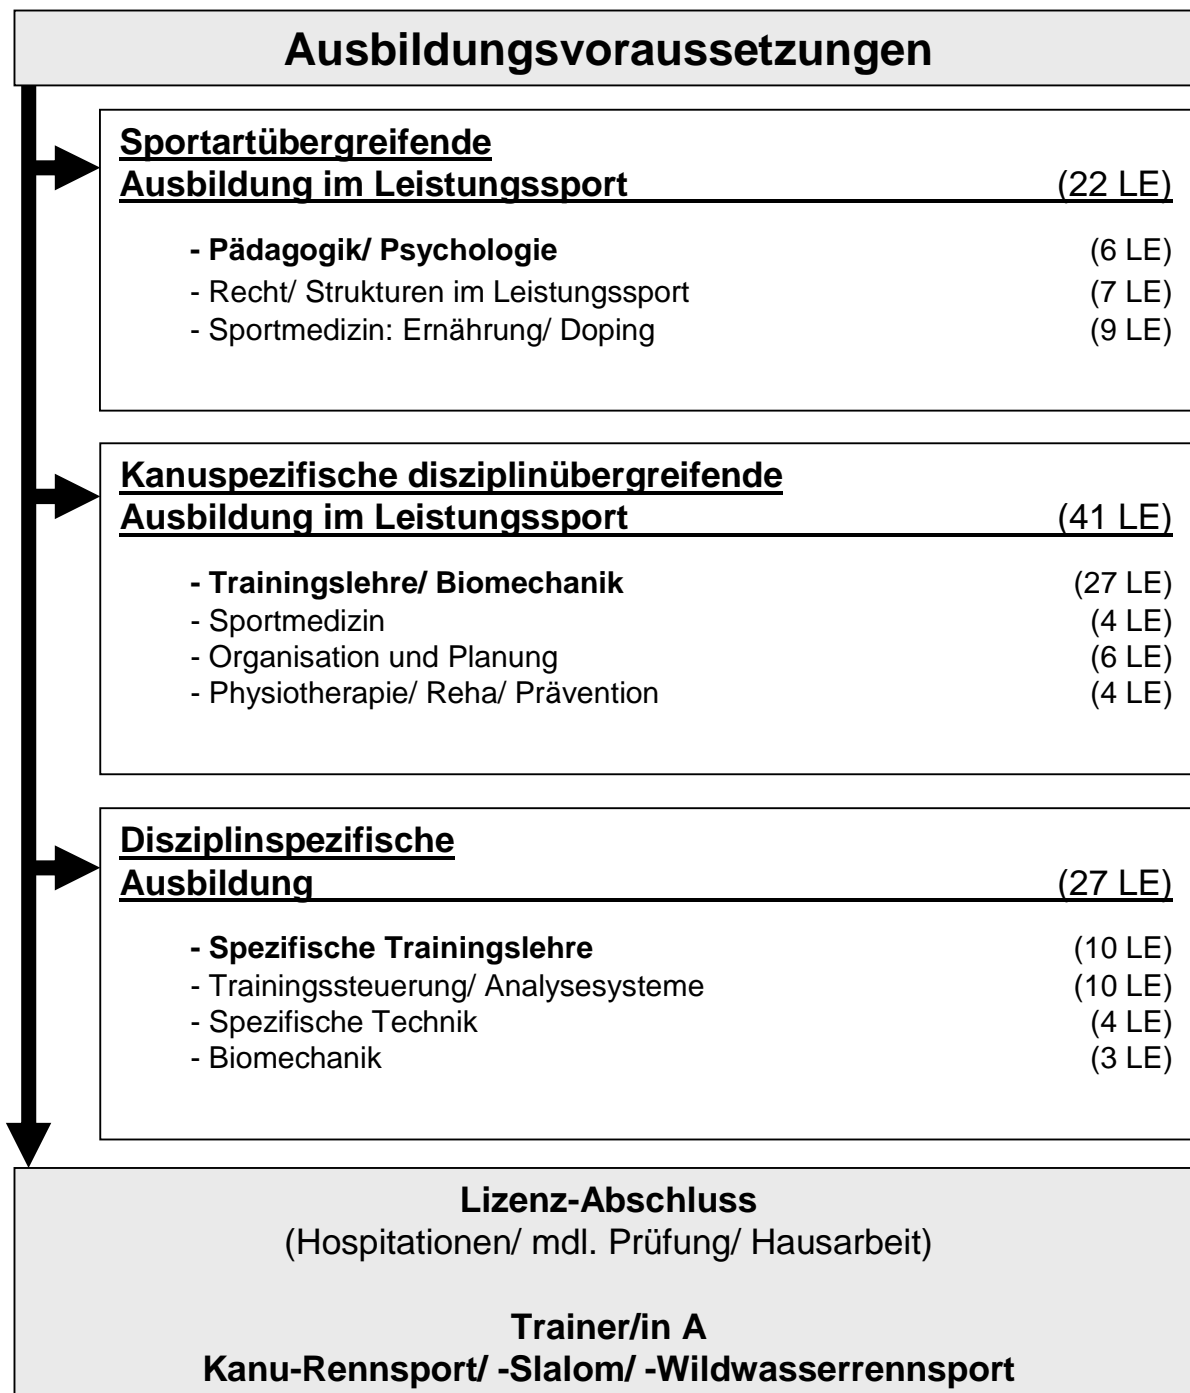 Ausbildungsvoraussetzungen
Sportartübergreifende
Ausbildung im Leistungssport (22 LE)
- Pädagogik/ Psychologie (6 LE)
- Recht/ Strukturen im Leistungssport (7 LE)
- Sportmedizin: Ernährung/ Doping (9 LE)
Kanuspezifische disziplinübergreifende
Ausbildung im Leistungssport (41 LE)
- Trainingslehre/ Biomechanik (27 LE)
- Sportmedizin (4 LE)
- Organisation und Planung (6 LE)
- Physiotherapie/ Reha/ Prävention (4 LE)
Disziplinspezifische
Ausbildung (27 LE)
- Spezifische Trainingslehre (10 LE)
- Trainingssteuerung/ Analysesysteme (10 LE)
- Spezifische Technik (4 LE)
- Biomechanik (3 LE)
Lizenz-Abschluss
(Hospitationen/ mdl. Prüfung/ Hausarbeit)
Trainer/in A
Kanu-Rennsport/ -Slalom/ -Wildwasserrennsport